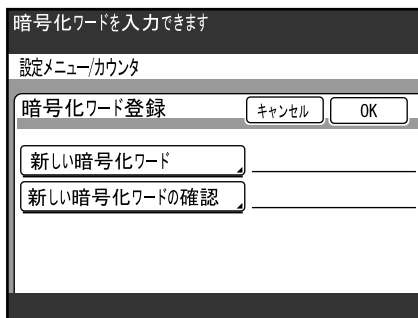 暗号化ワードを入力できます
設定メニュー/カウンタ
暗号化ワード登録 キャンセル OK
新しい暗号化ワード
新しい暗号化ワードの確認